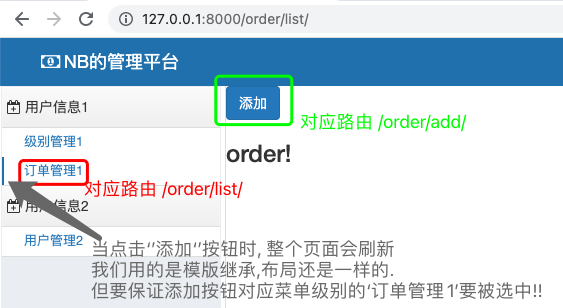 127.0.0.1:8000/order/list/
NB的管理平台
用户信息1
级别管理1
订单管理1
用户信息2
用户管理2
添加
对应路由 /order/add/
order!
对应路由 /order/list/
当点击‘’添加‘’按钮时, 整个页面会刷新
我们用的是模版继承,布局还是一样的.
但要保证添加按钮对应菜单级别的‘订单管理1’要被选中!!